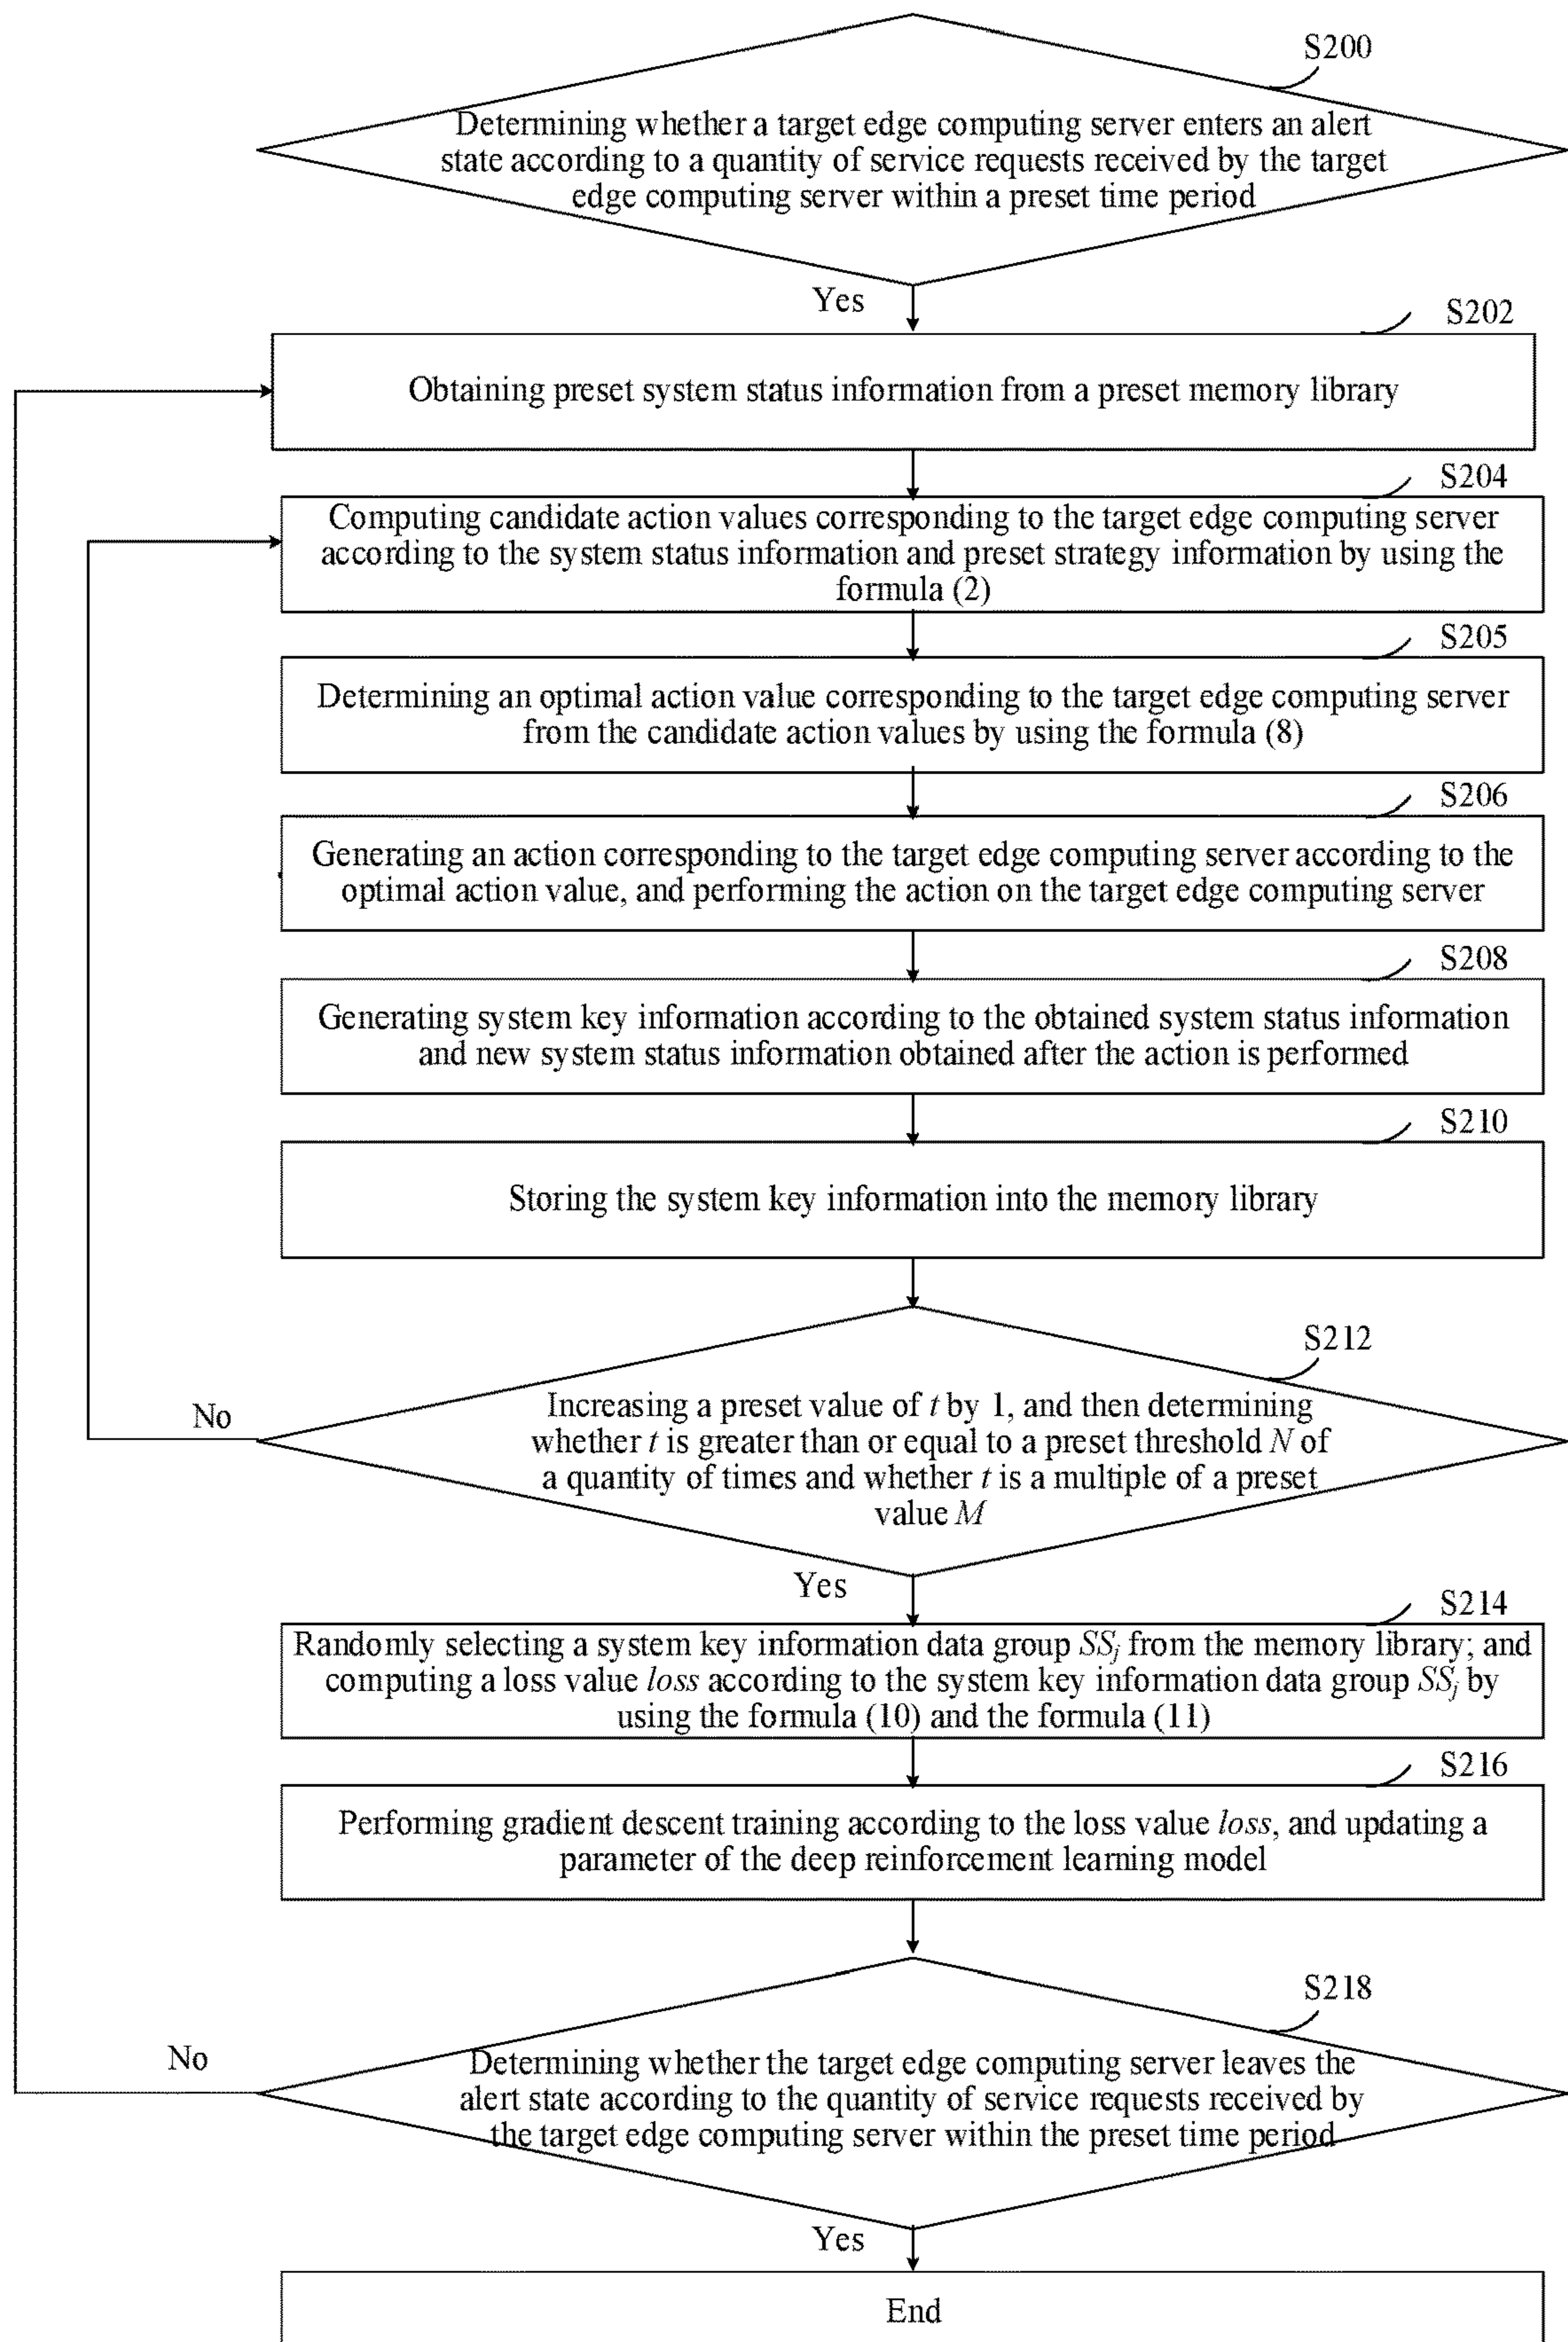 S200
Determining whether a target edge computing server enters an alert
state according to a quantity of service requests received by the target
edge computing server within a preset time period
Yes
S202
Obtaining preset system status information from a preset memory library
S204
Computing candidate action values corresponding to the target edge computing server
according to the system status information and preset strategy information by using the
formula (2)
S205
Determining an optimal action value corresponding to the target edge computing server
from the candidate action values by using the formula (8)
S206
Generating an action corresponding to the target edge computing server according to the
optimal action value, and performing the action on the target edge computing server
S208
Generating system key information according to the obtained system status information
and new system status information obtained after the action is performed
S210
Storing the system key information into the memory library
S212
No
Increasing a preset value of t by 1, and then determining
whether t is greater than or equal to a preset threshold N of
a quantity of times and whether t is a multiple of a preset
value M
Yes
S214
Randomly selecting a system key information data group SSj from the memory library; and
computing a loss value loss according to the system key information data group SSj by
using the formula (10) and the formula (11)
S216
Performing gradient descent training according to the loss value loss, and updating a
parameter of the deep reinforcement learning model
S218
No
Determining whether the target edge computing server leaves the
alert state according to the quantity of service requests received by
the target edge computing server within the preset time period
Yes
End